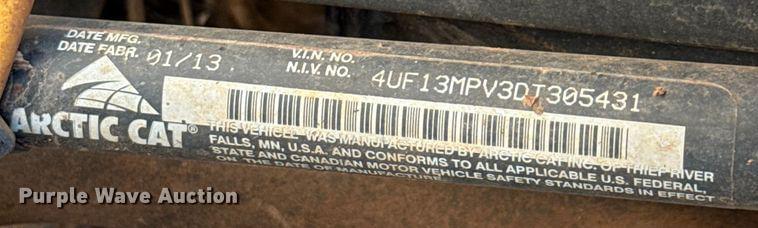 DATE MFG.
DATE FABR. 01/13
V.I.N. NO.
N.I.V. NO. 4UF13MPV3DT305431
ARCTIC CAT®
THIS VEHICLE WAS MANUFACTURED BY ARCTIC CAT INC. OF THIEF RIVER
FALLS, MN, U.S.A. AND CONFORMS TO ALL APPLICABLE U.S. FEDERAL,
STATE AND CANADIAN MOTOR VEHICLE SAFETY STANDARDS IN EFFECT
ON THE DATE OF MANUFACTURE
Purple Wave Auction